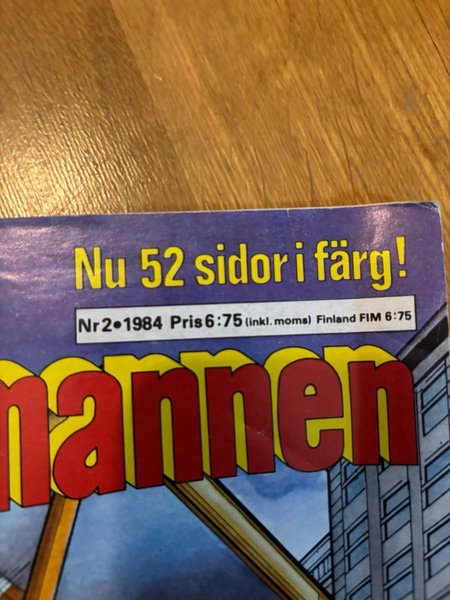 Nu 52 sidor i färg!
Nr 2•1984 Pris 6:75 (inkl. moms) Finland FIM 6:75
mannen